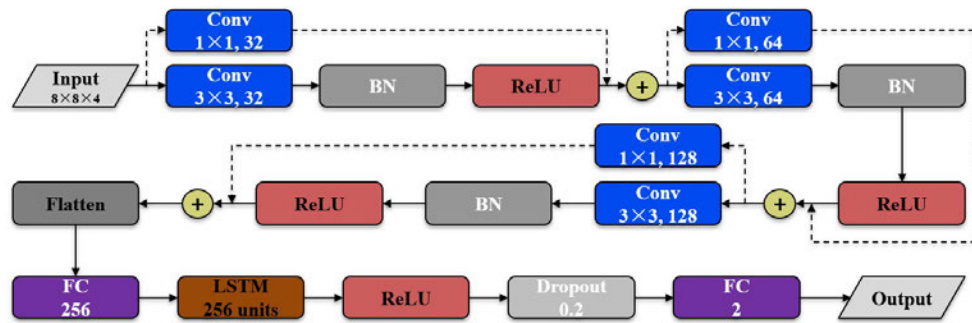 Conv
1×1, 32
Conv
1×1, 64
Input
8×8×4
Conv
3×3, 32
BN
ReLU
+
Conv
3×3, 64
BN
Conv
1×1, 128
Flatten
+
ReLU
BN
Conv
3×3, 128
+
ReLU
FC
256
LSTM
256 units
ReLU
Dropout
0.2
FC
2
Output